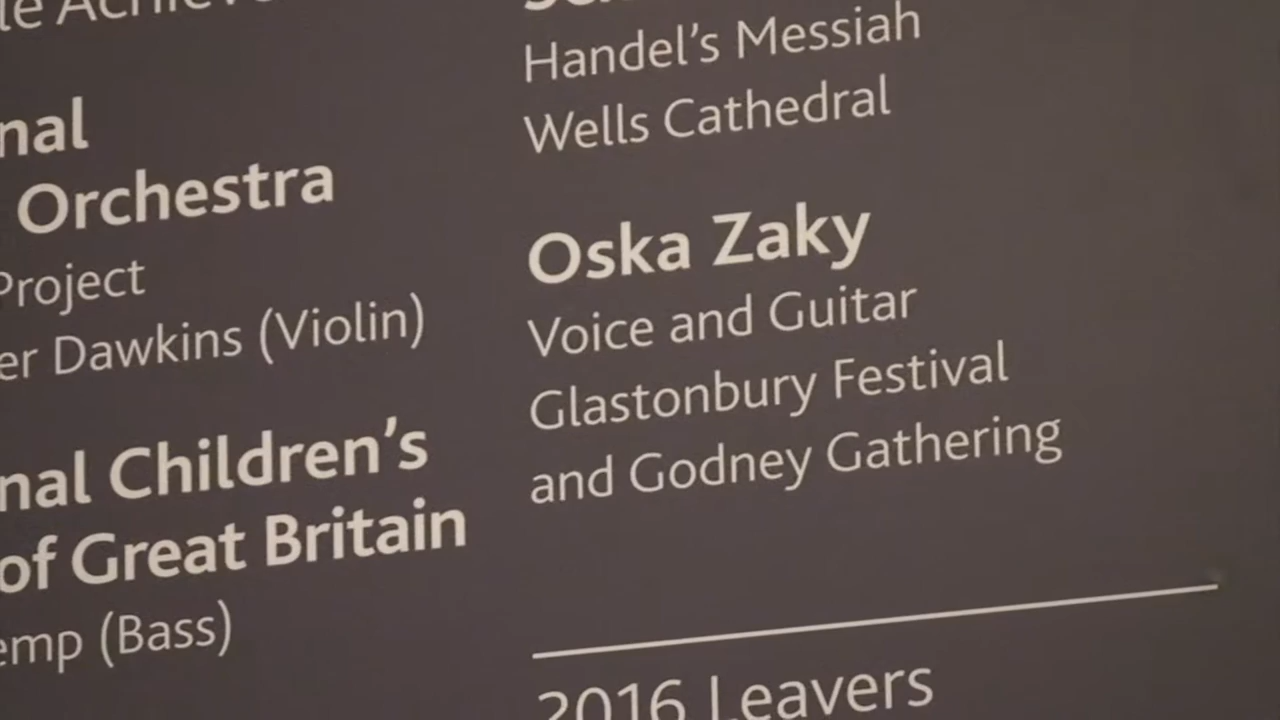 nal
Orchestra
Project
er Dawkins (Violin)
nal Children's
of Great Britain
emp (Bass)
Handel's Messiah
Wells Cathedral
Oska Zaky
Voice and Guitar
Glastonbury Festival
and Godney Gathering
2016 Leavers